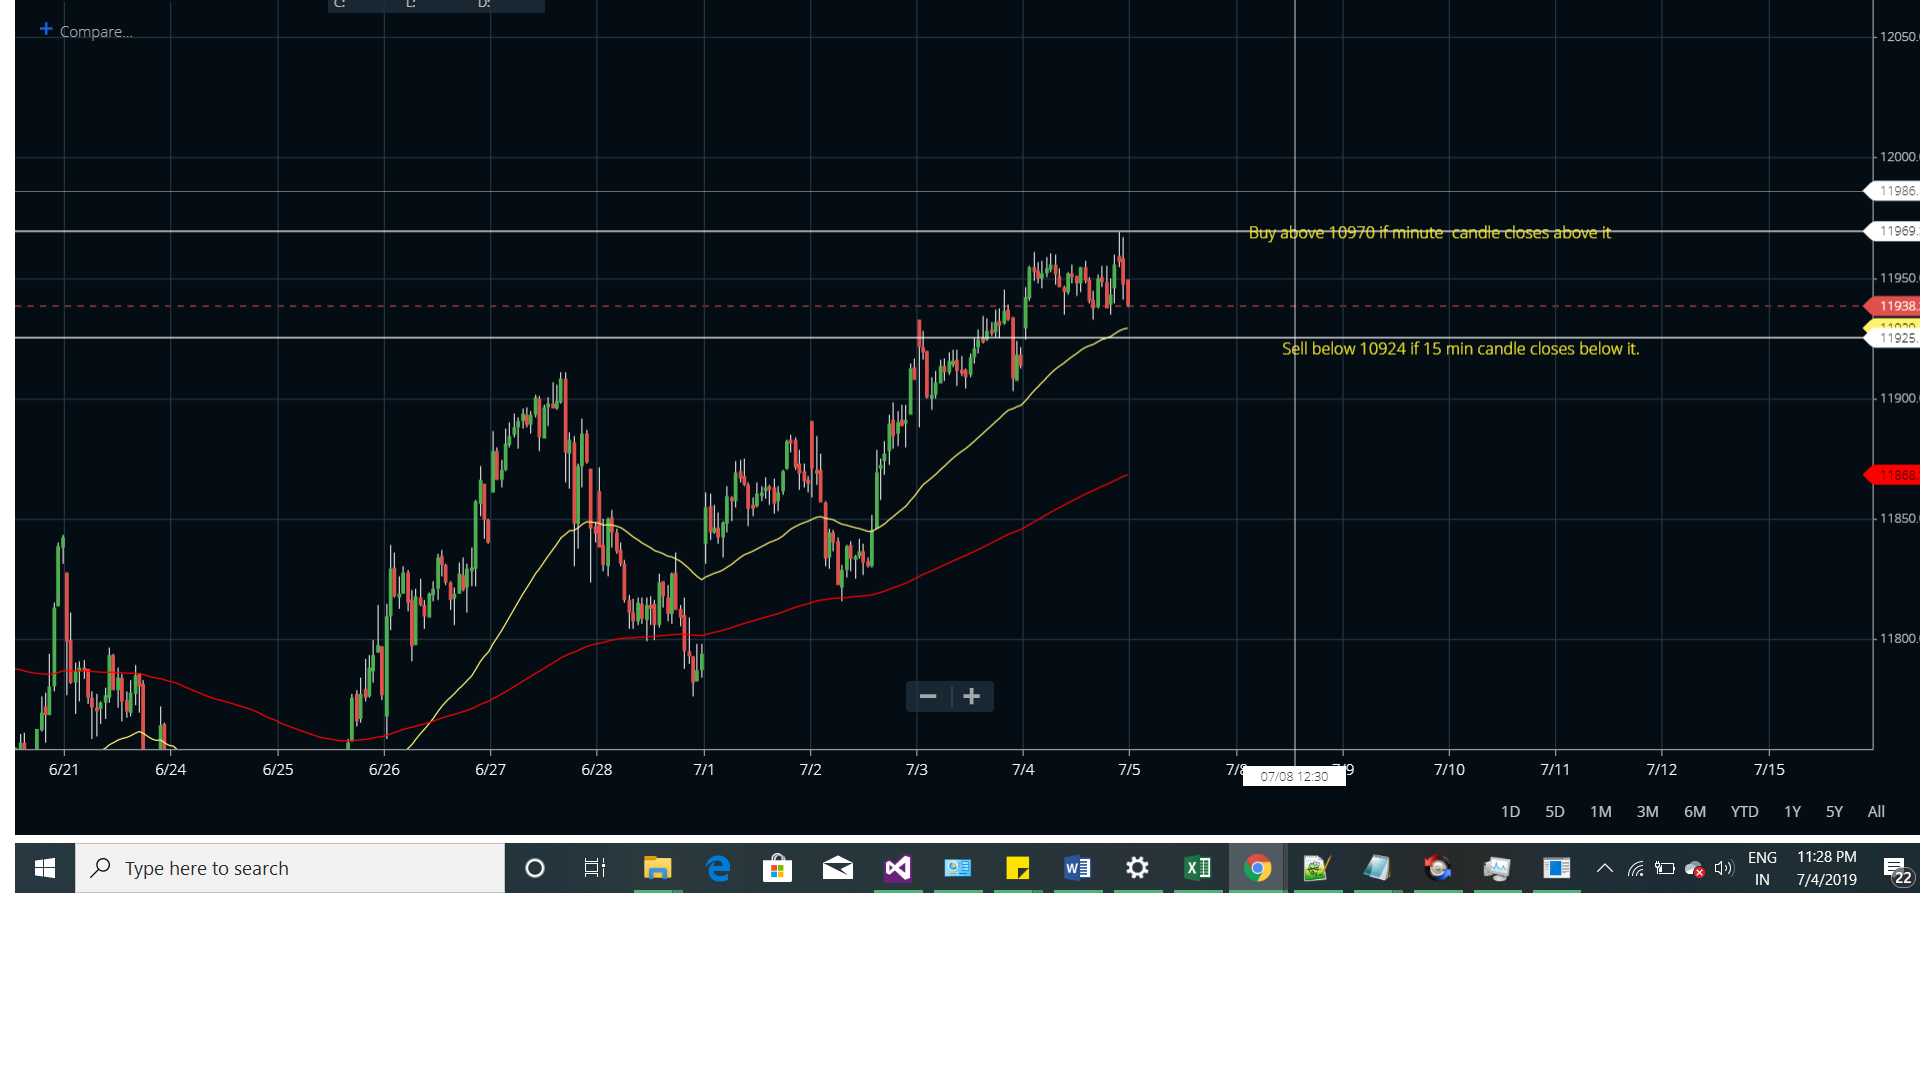 C: L: D:
+ Compare...
12050.
12000.
11986.
Buy above 10970 if minute candle closes above it
11969.
11950.
11938.
11925.
Sell below 10924 if 15 min candle closes below it.
11900.
11868.
11850.
11800.
6/21 6/24 6/25 6/26 6/27 6/28 7/1 7/2 7/3 7/4 7/5 7/8 7/9 7/10 7/11 7/12 7/15
07/08 12:30
1D 5D 1M 3M 6M YTD 1Y 5Y All
Type here to search
ENG 11:28 PM
IN 7/4/2019
22